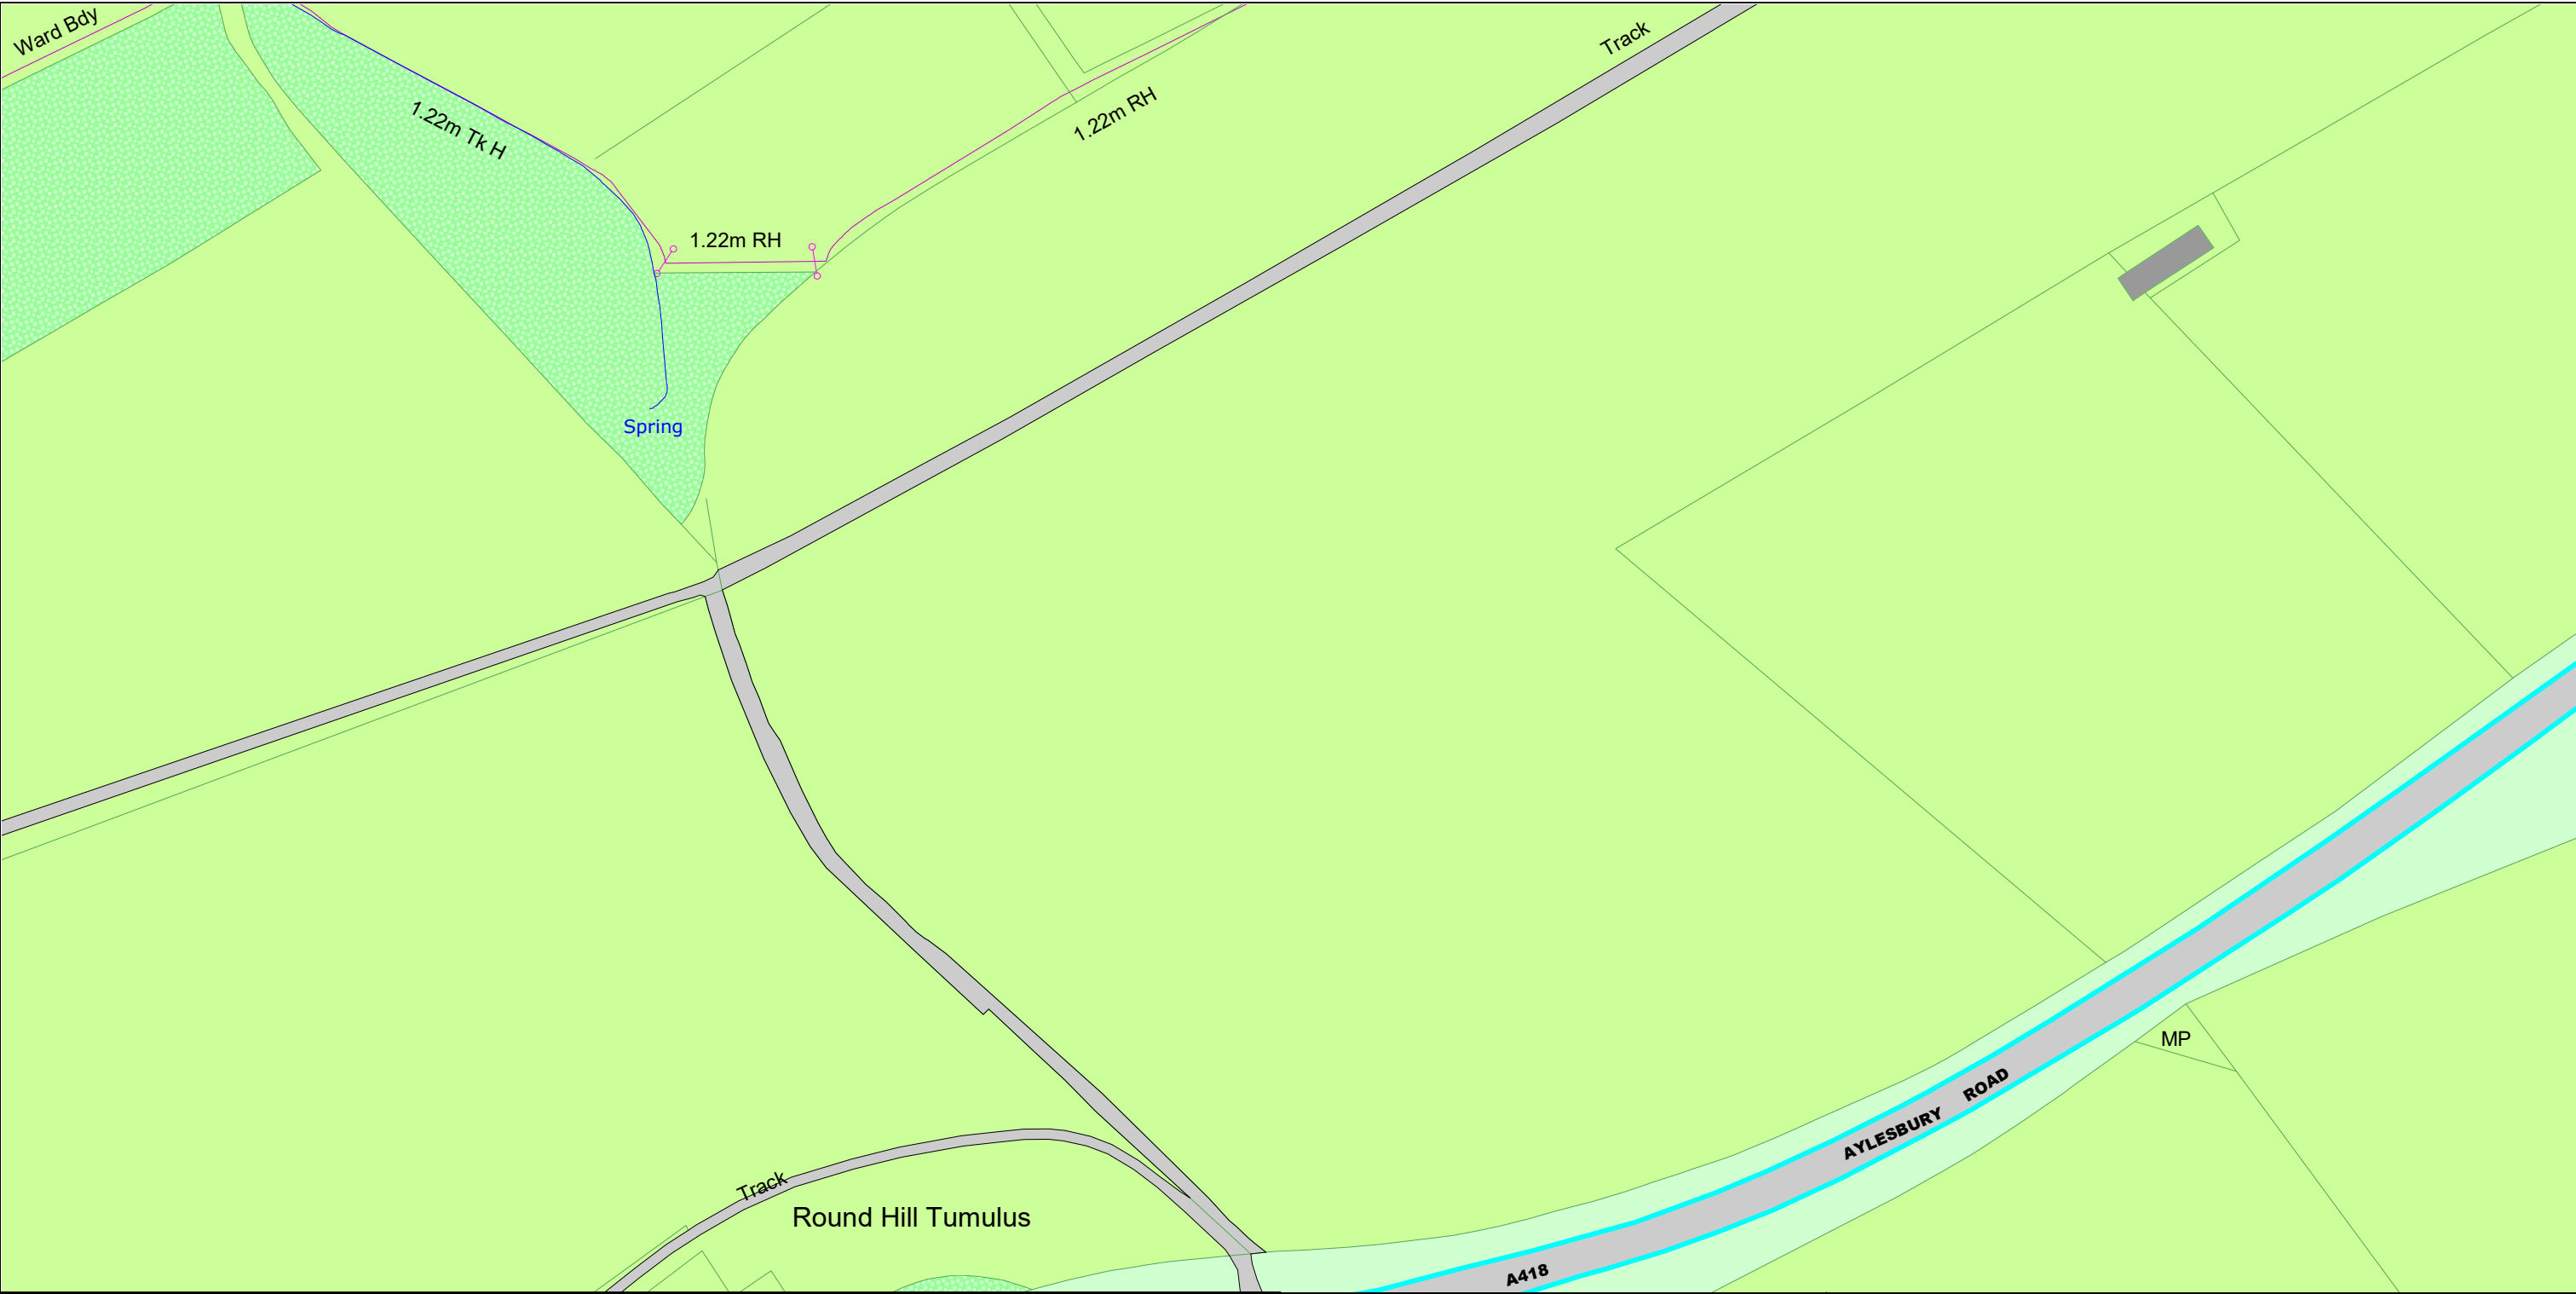 Ward Bdy
Track
1.22m Tk H
1.22m RH
1.22m RH
Spring
MP
AYLESBURY ROAD
Track
Round Hill Tumulus
A418